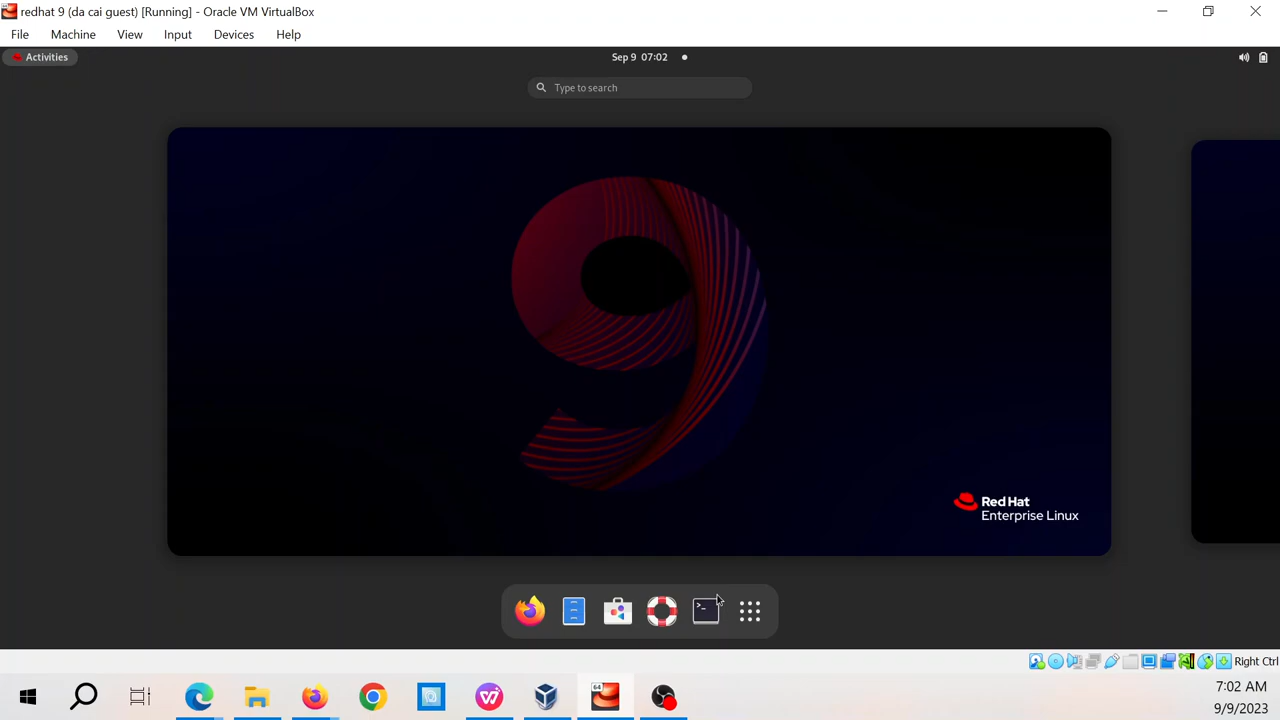 redhat 9 (da cai guest) [Running] - Oracle VM VirtualBox
File Machine View Input Devices Help
Activities
Sep 9 07:02
Type to search
Red Hat
Enterprise Linux
>_
Right Ctrl
64
7:02 AM
9/9/2023